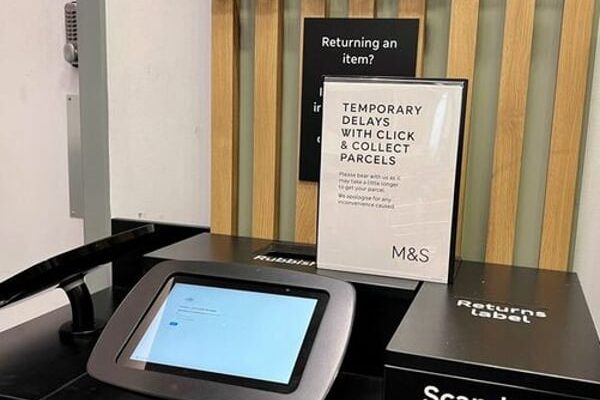 Returning an
item?
TEMPORARY
DELAYS
WITH CLICK
& COLLECT
PARCELS
Please bear with us as it
may take a little longer
to get your parcel.
We apologise for any
inconvenience caused.
M&S
Rubbish
Returns
label